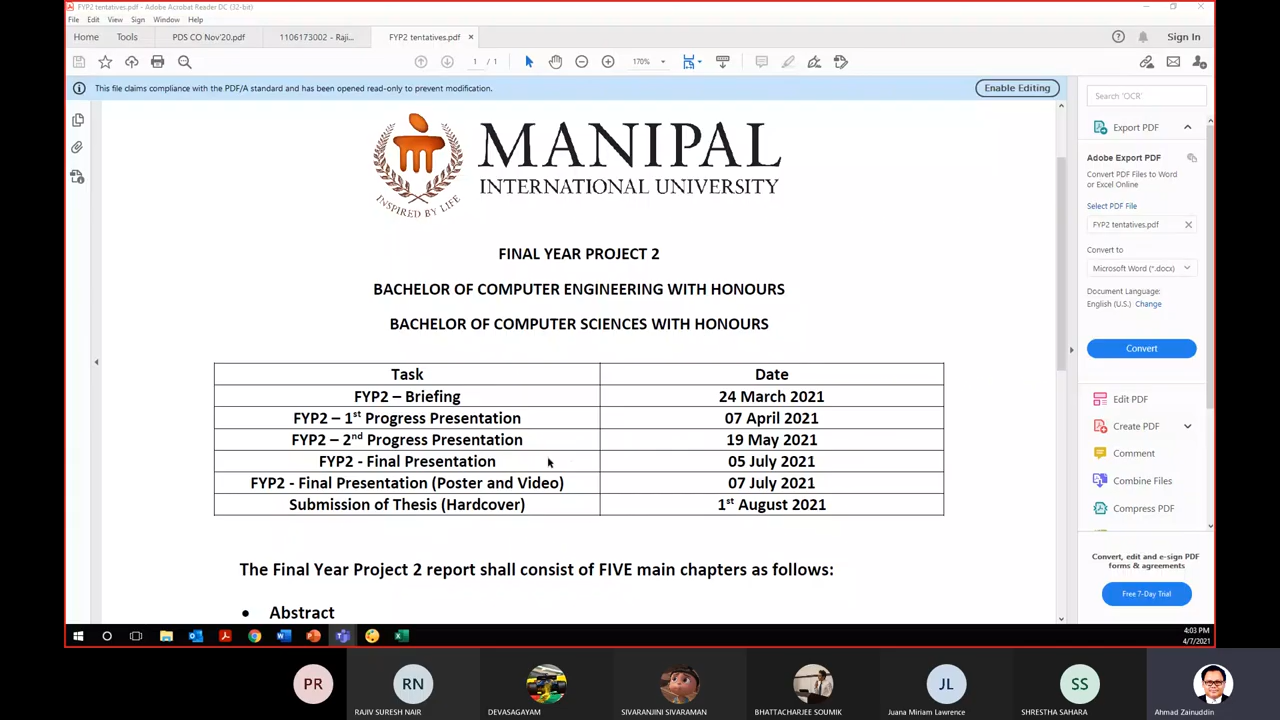 FYP2 tentatives.pdf - Adobe Acrobat Reader DC (32-bit)
File Edit View Sign Window Help
Home Tools PDS CO Nov'20.pdf 1106173002 - Raji... FYP2 tentatives.pdf ×
1 / 1 170% Sign In
This file claims compliance with the PDF/A standard and has been opened read-only to prevent modification. Enable Editing
MANIPAL
INTERNATIONAL UNIVERSITY
INSPIRED BY LIFE
FINAL YEAR PROJECT 2
BACHELOR OF COMPUTER ENGINEERING WITH HONOURS
BACHELOR OF COMPUTER SCIENCES WITH HONOURS
Task Date
FYP2 – Briefing 24 March 2021
FYP2 – 1st Progress Presentation 07 April 2021
FYP2 – 2nd Progress Presentation 19 May 2021
FYP2 - Final Presentation 05 July 2021
FYP2 - Final Presentation (Poster and Video) 07 July 2021
Submission of Thesis (Hardcover) 1st August 2021
The Final Year Project 2 report shall consist of FIVE main chapters as follows:
• Abstract
Search 'OCR'
Export PDF
Adobe Export PDF
Convert PDF Files to Word
or Excel Online
Select PDF File
FYP2 tentatives.pdf
Convert to
Microsoft Word (*.docx)
Document Language:
English (U.S.) Change
Convert
Edit PDF
Create PDF
Comment
Combine Files
Compress PDF
Convert, edit and e-sign PDF
forms & agreements
Free 7-Day Trial
4:03 PM
4/7/2021
PR RN JL SS
RAJIV SURESH NAIR DEVASAGAYAM SIVARANJINI SIVARAMAN BHATTACHARJEE SOUMIK Juana Miriam Lawrence SHRESTHA SAHARA Ahmad Zainuddin